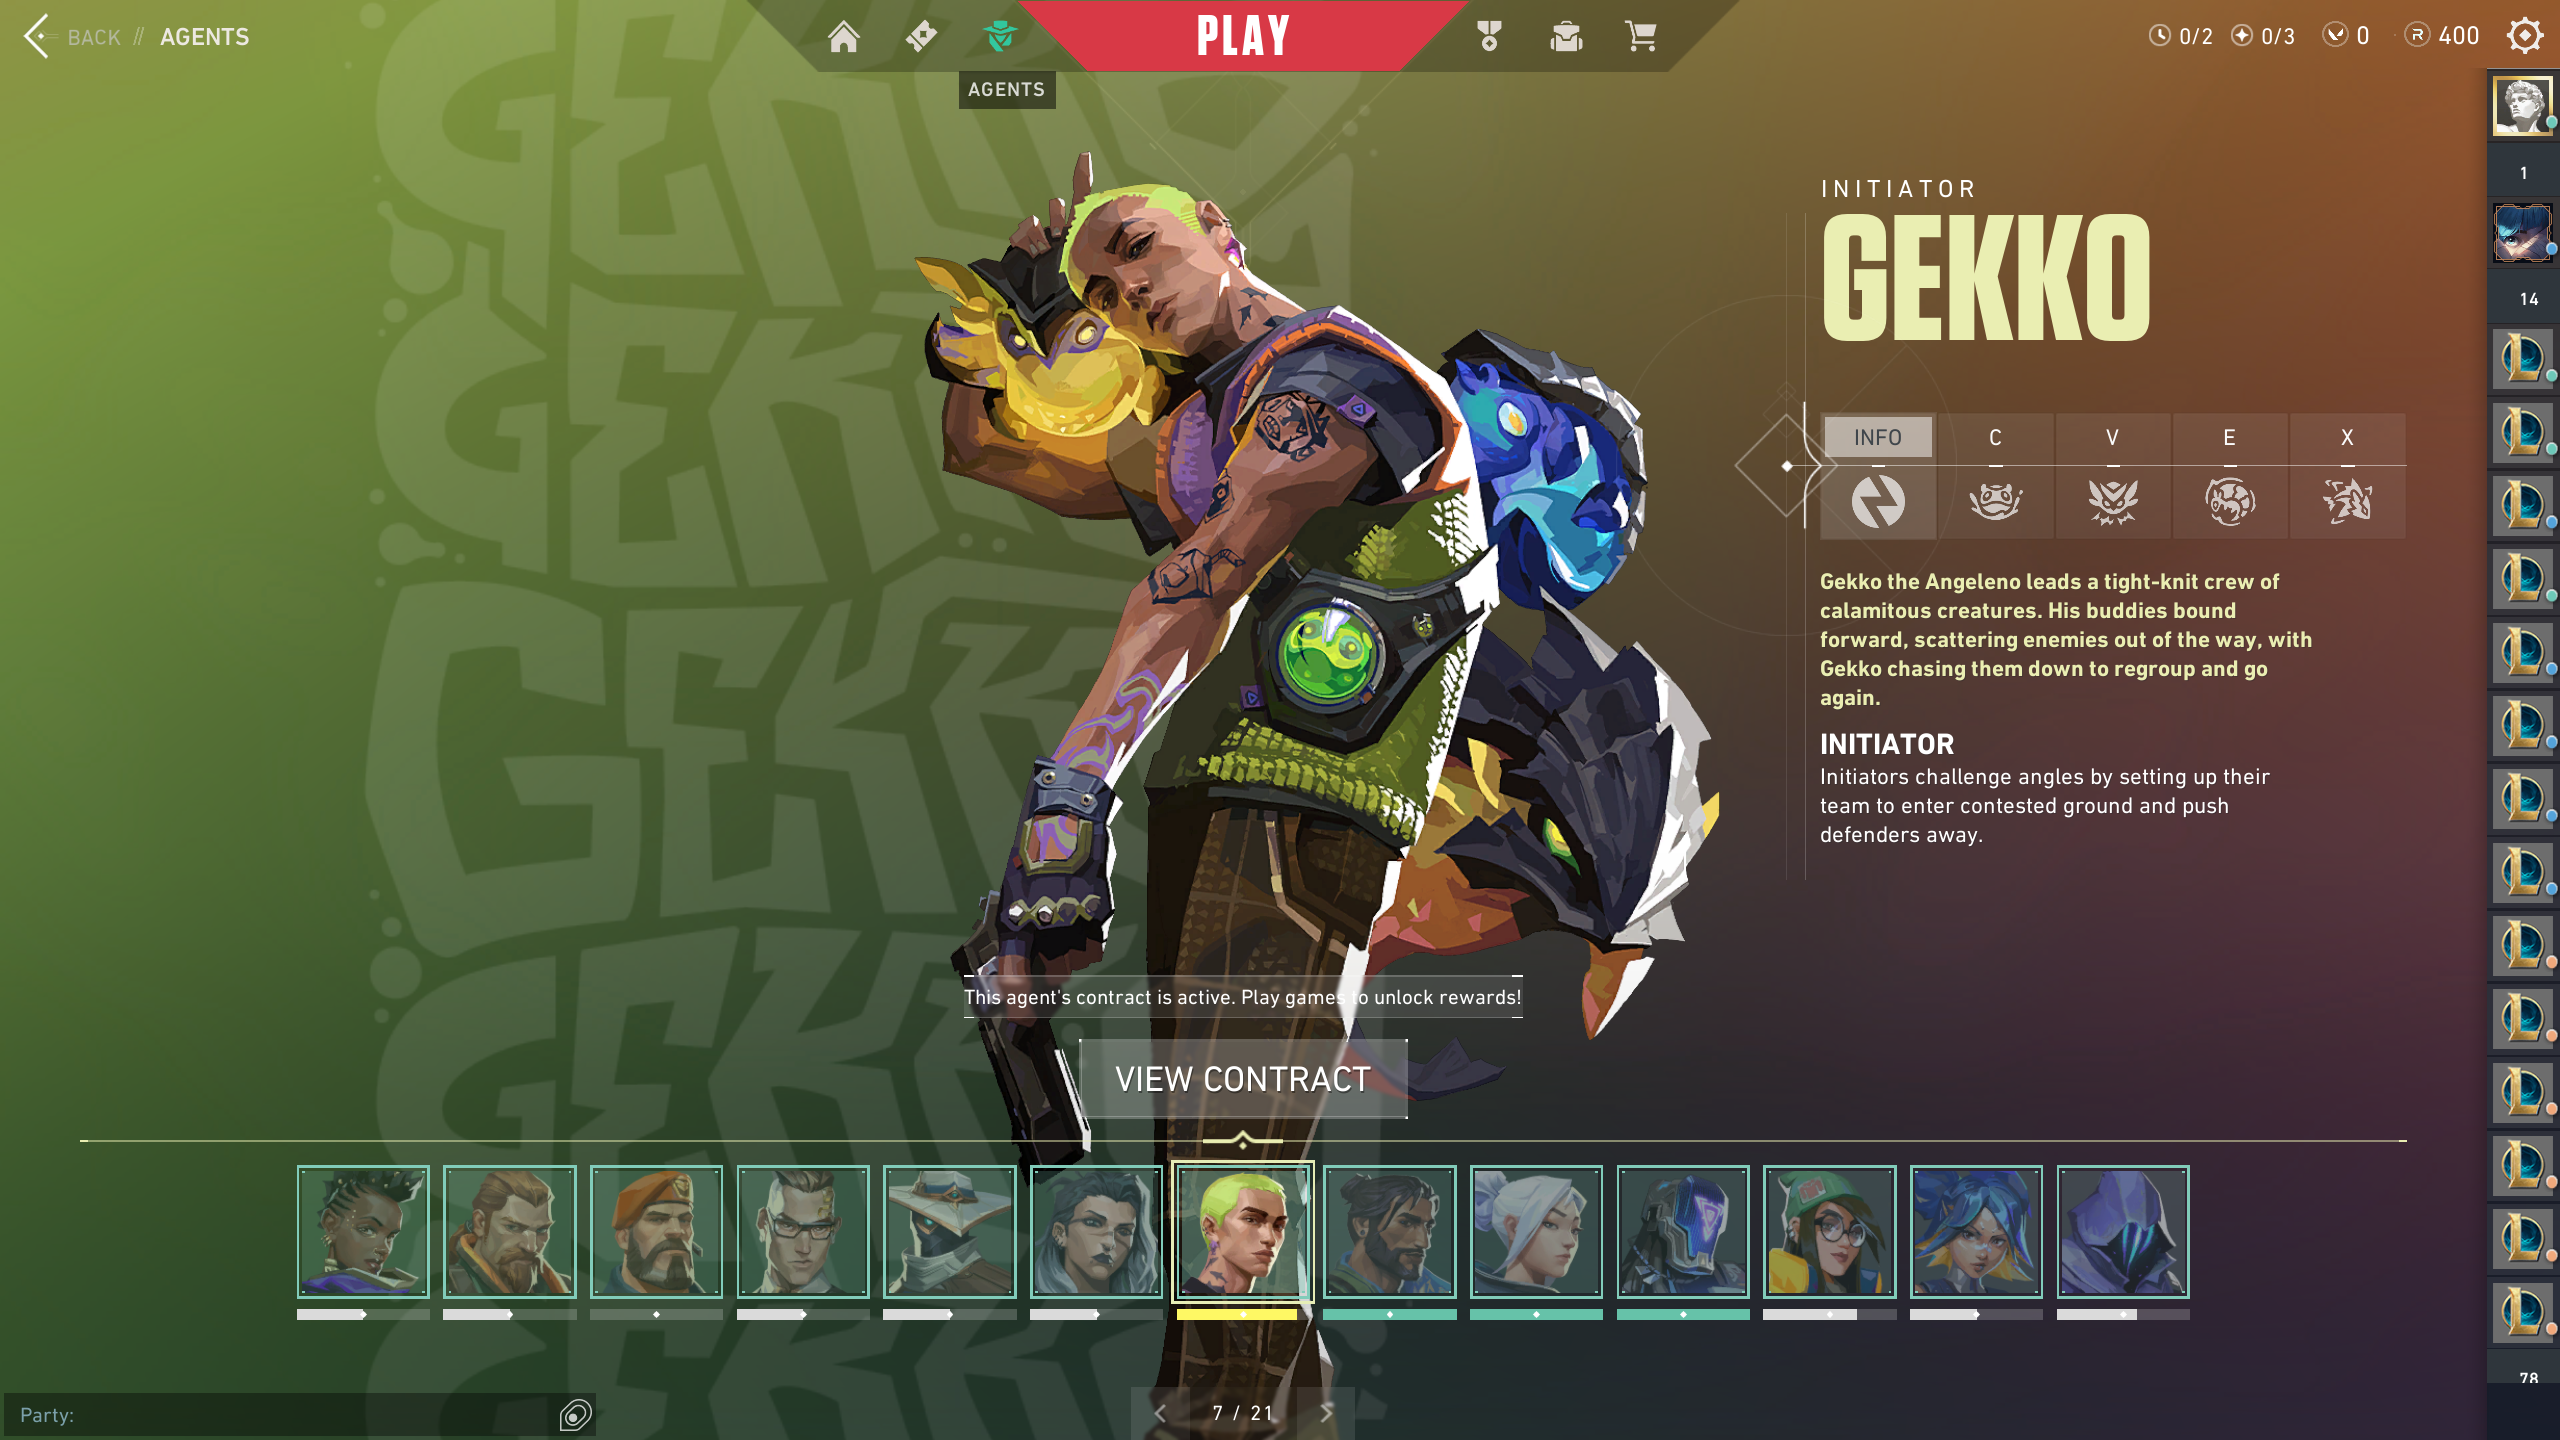 BACK // AGENTS
PLAY
0/2 0/3 0 R 400
AGENTS
1
14
INITIATOR
GEKKO
INFO C V E X
Gekko the Angeleno leads a tight-knit crew of
calamitous creatures. His buddies bound
forward, scattering enemies out of the way, with
Gekko chasing them down to regroup and go
again.
INITIATOR
Initiators challenge angles by setting up their
team to enter contested ground and push
defenders away.
This agent's contract is active. Play games to unlock rewards!
VIEW CONTRACT
Party:
7 / 21
78
GEKKO
GEKKO
GEKKO
GEKKO